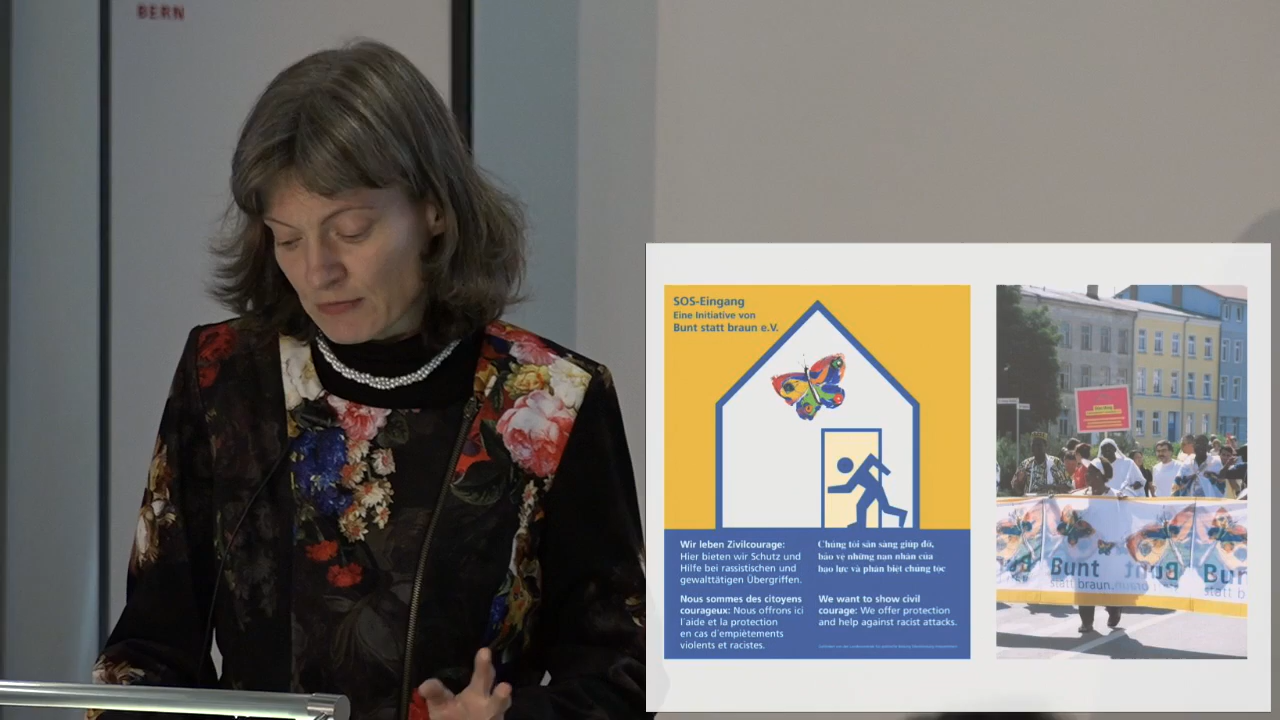 BERN
SOS-Eingang
Eine Initiative von
Bunt statt braun e.V.
Wir leben Zivilcourage:
Hier bieten wir Schutz und
Hilfe bei rassistischen und
gewalttätigen Übergriffen.
Nous sommes des citoyens
courageux: Nous offrons ici
l'aide et la protection
en cas d'empiètements
violents et racistes.
Chúng tôi sẵn sàng giúp đỡ,
bảo vệ những nạn nhân của
bạo lực và phân biệt chủng tộc
We want to show civil
courage: We offer protection
and help against racist attacks.
Bunt
statt braun
Bunt
statt b